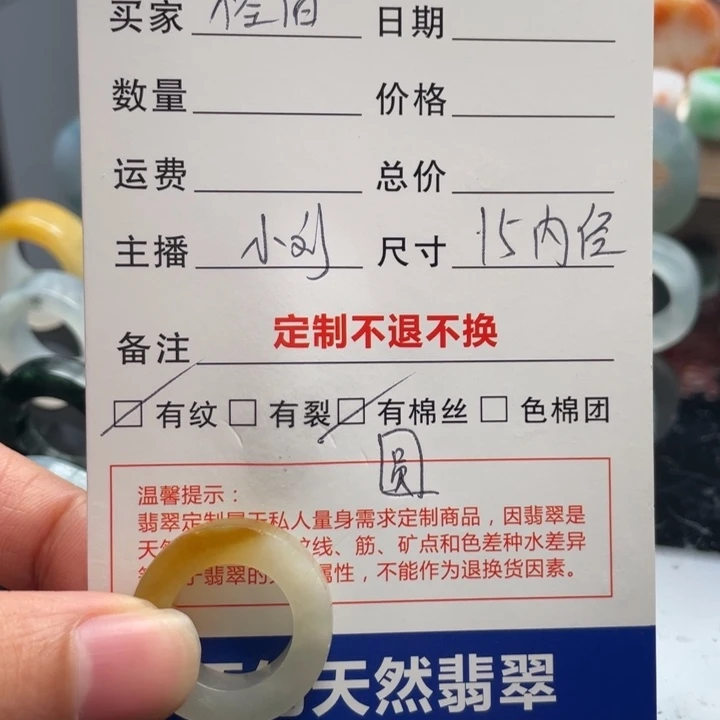 买家 日期
数量 价格
运费 总价
主播 小刘 尺寸 15内径
备注 定制不退不换
有纹 有裂 有棉丝 色棉团
圆
温馨提示：
翡翠定制属于私人量身需求定制商品，因翡翠是
天 纹线、筋、矿点和色差种水差异
翡翠的 属性，不能作为退换货因素。
天然翡翠